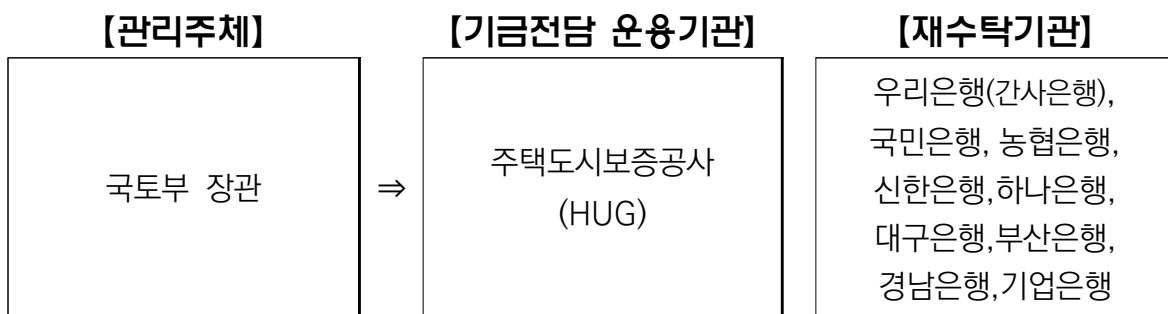 【관리주체】
국토부 장관
⇒
【기금전담 운용기관】
주택도시보증공사
(HUG)
【재수탁기관】
우리은행(간사은행),
국민은행, 농협은행,
신한은행,하나은행,
대구은행,부산은행,
경남은행,기업은행